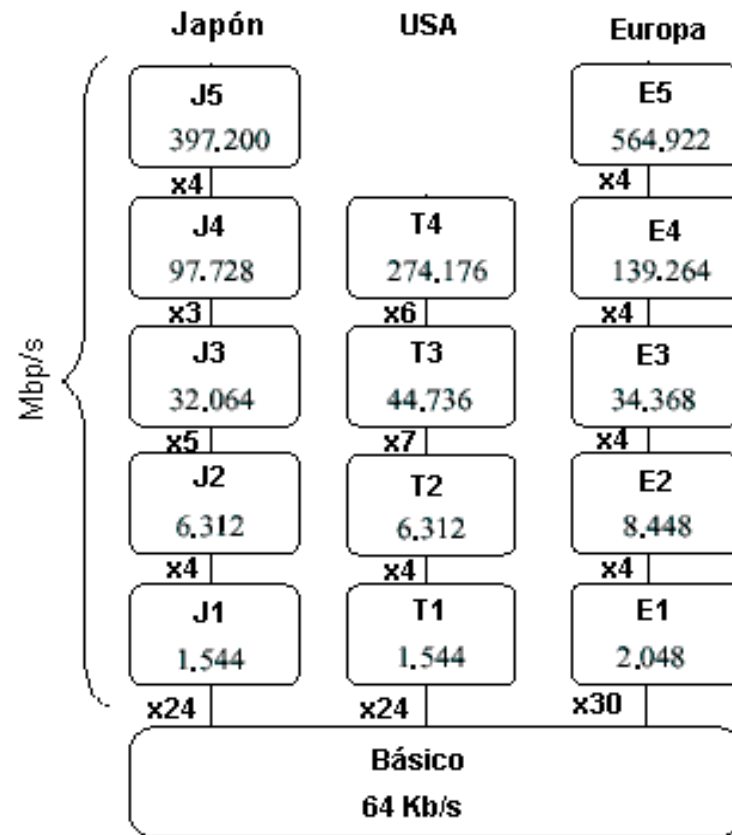 Japón USA Europa
J5 E5
397.200 564.922
x4 x4
J4 T4 E4
97.728 274.176 139.264
x3 x6 x4
J3 T3 E3
32.064 44.736 34.368
x5 x7 x4
J2 T2 E2
6.312 6.312 8.448
x4 x4 x4
J1 T1 E1
1.544 1.544 2.048
x24 x24 x30
Básico
64 Kb/s
Mbp/s